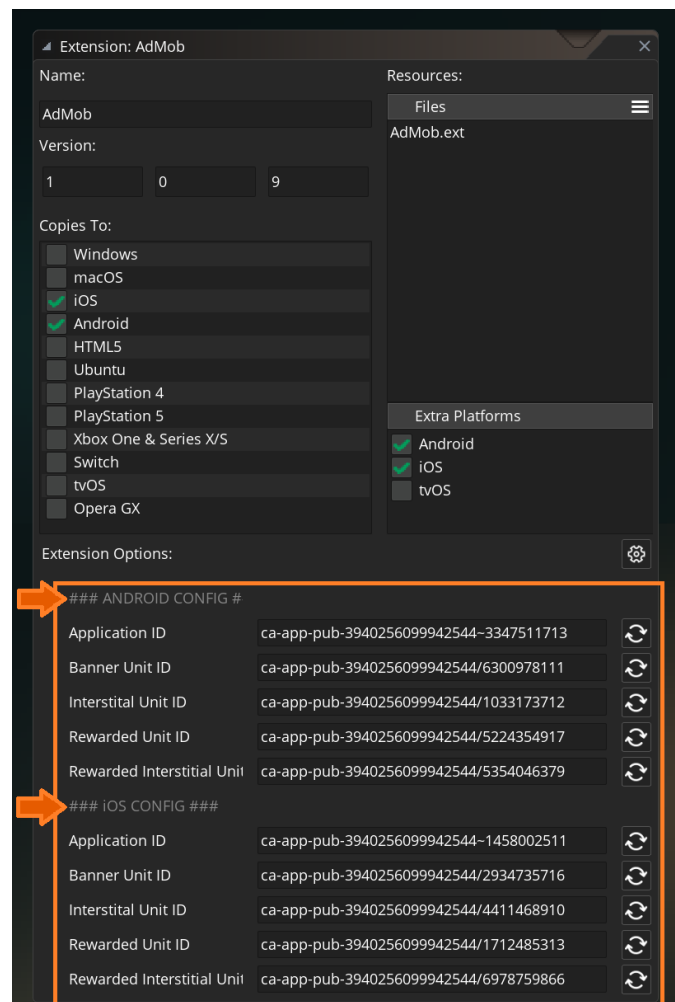 Extension: AdMob
Name:
AdMob
Version:
1 0 9
Copies To:
Windows
macOS
iOS
Android
HTML5
Ubuntu
PlayStation 4
PlayStation 5
Xbox One & Series X/S
Switch
tvOS
Opera GX
Resources:
Files
AdMob.ext
Extra Platforms
Android
iOS
tvOS
Extension Options:
### ANDROID CONFIG #
Application ID ca-app-pub-3940256099942544~3347511713
Banner Unit ID ca-app-pub-3940256099942544/6300978111
Interstital Unit ID ca-app-pub-3940256099942544/1033173712
Rewarded Unit ID ca-app-pub-3940256099942544/5224354917
Rewarded Interstitial Unit ca-app-pub-3940256099942544/5354046379
### iOS CONFIG ###
Application ID ca-app-pub-3940256099942544~1458002511
Banner Unit ID ca-app-pub-3940256099942544/2934735716
Interstital Unit ID ca-app-pub-3940256099942544/4411468910
Rewarded Unit ID ca-app-pub-3940256099942544/1712485313
Rewarded Interstitial Unit ca-app-pub-3940256099942544/6978759866